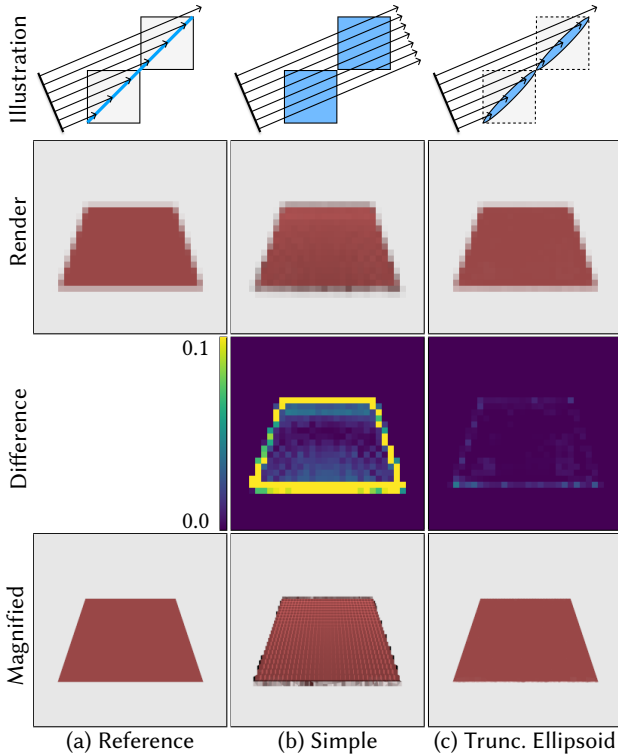 Illustration
Render
0.1
Difference
0.0
Magnified
(a) Reference
(b) Simple
(c) Trunc. Ellipsoid